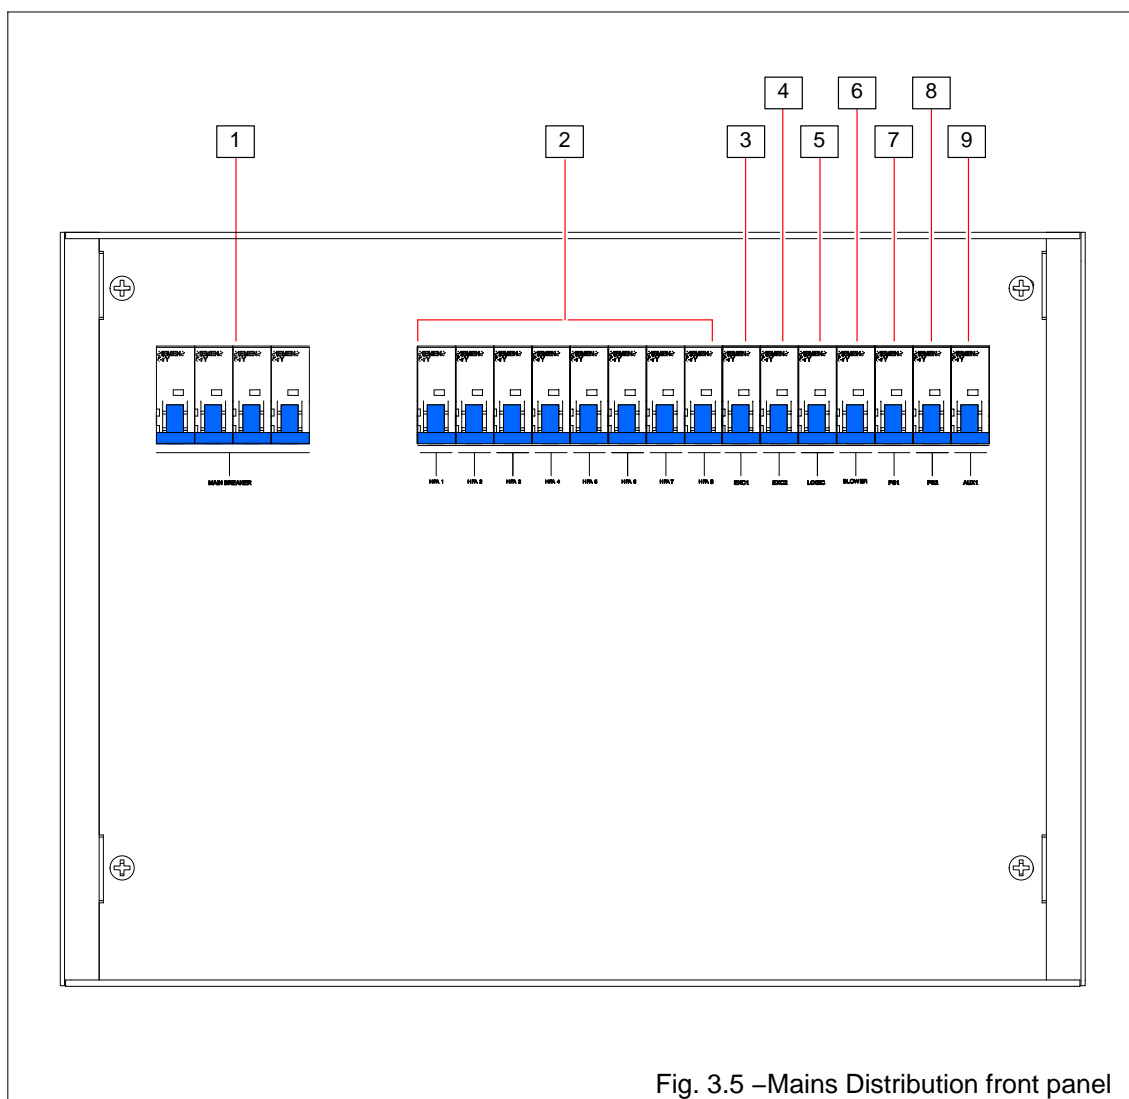 4 6 8
1 2 3 5 7 9
MAIN BREAKER HPA 1 HPA 2 HPA 3 HPA 4 HPA 5 HPA 6 HPA 7 HPA 8 EXC1 EXC2 LOGIC BLOWER PS1 PS2 AUX1
Fig. 3.5 –Mains Distribution front panel